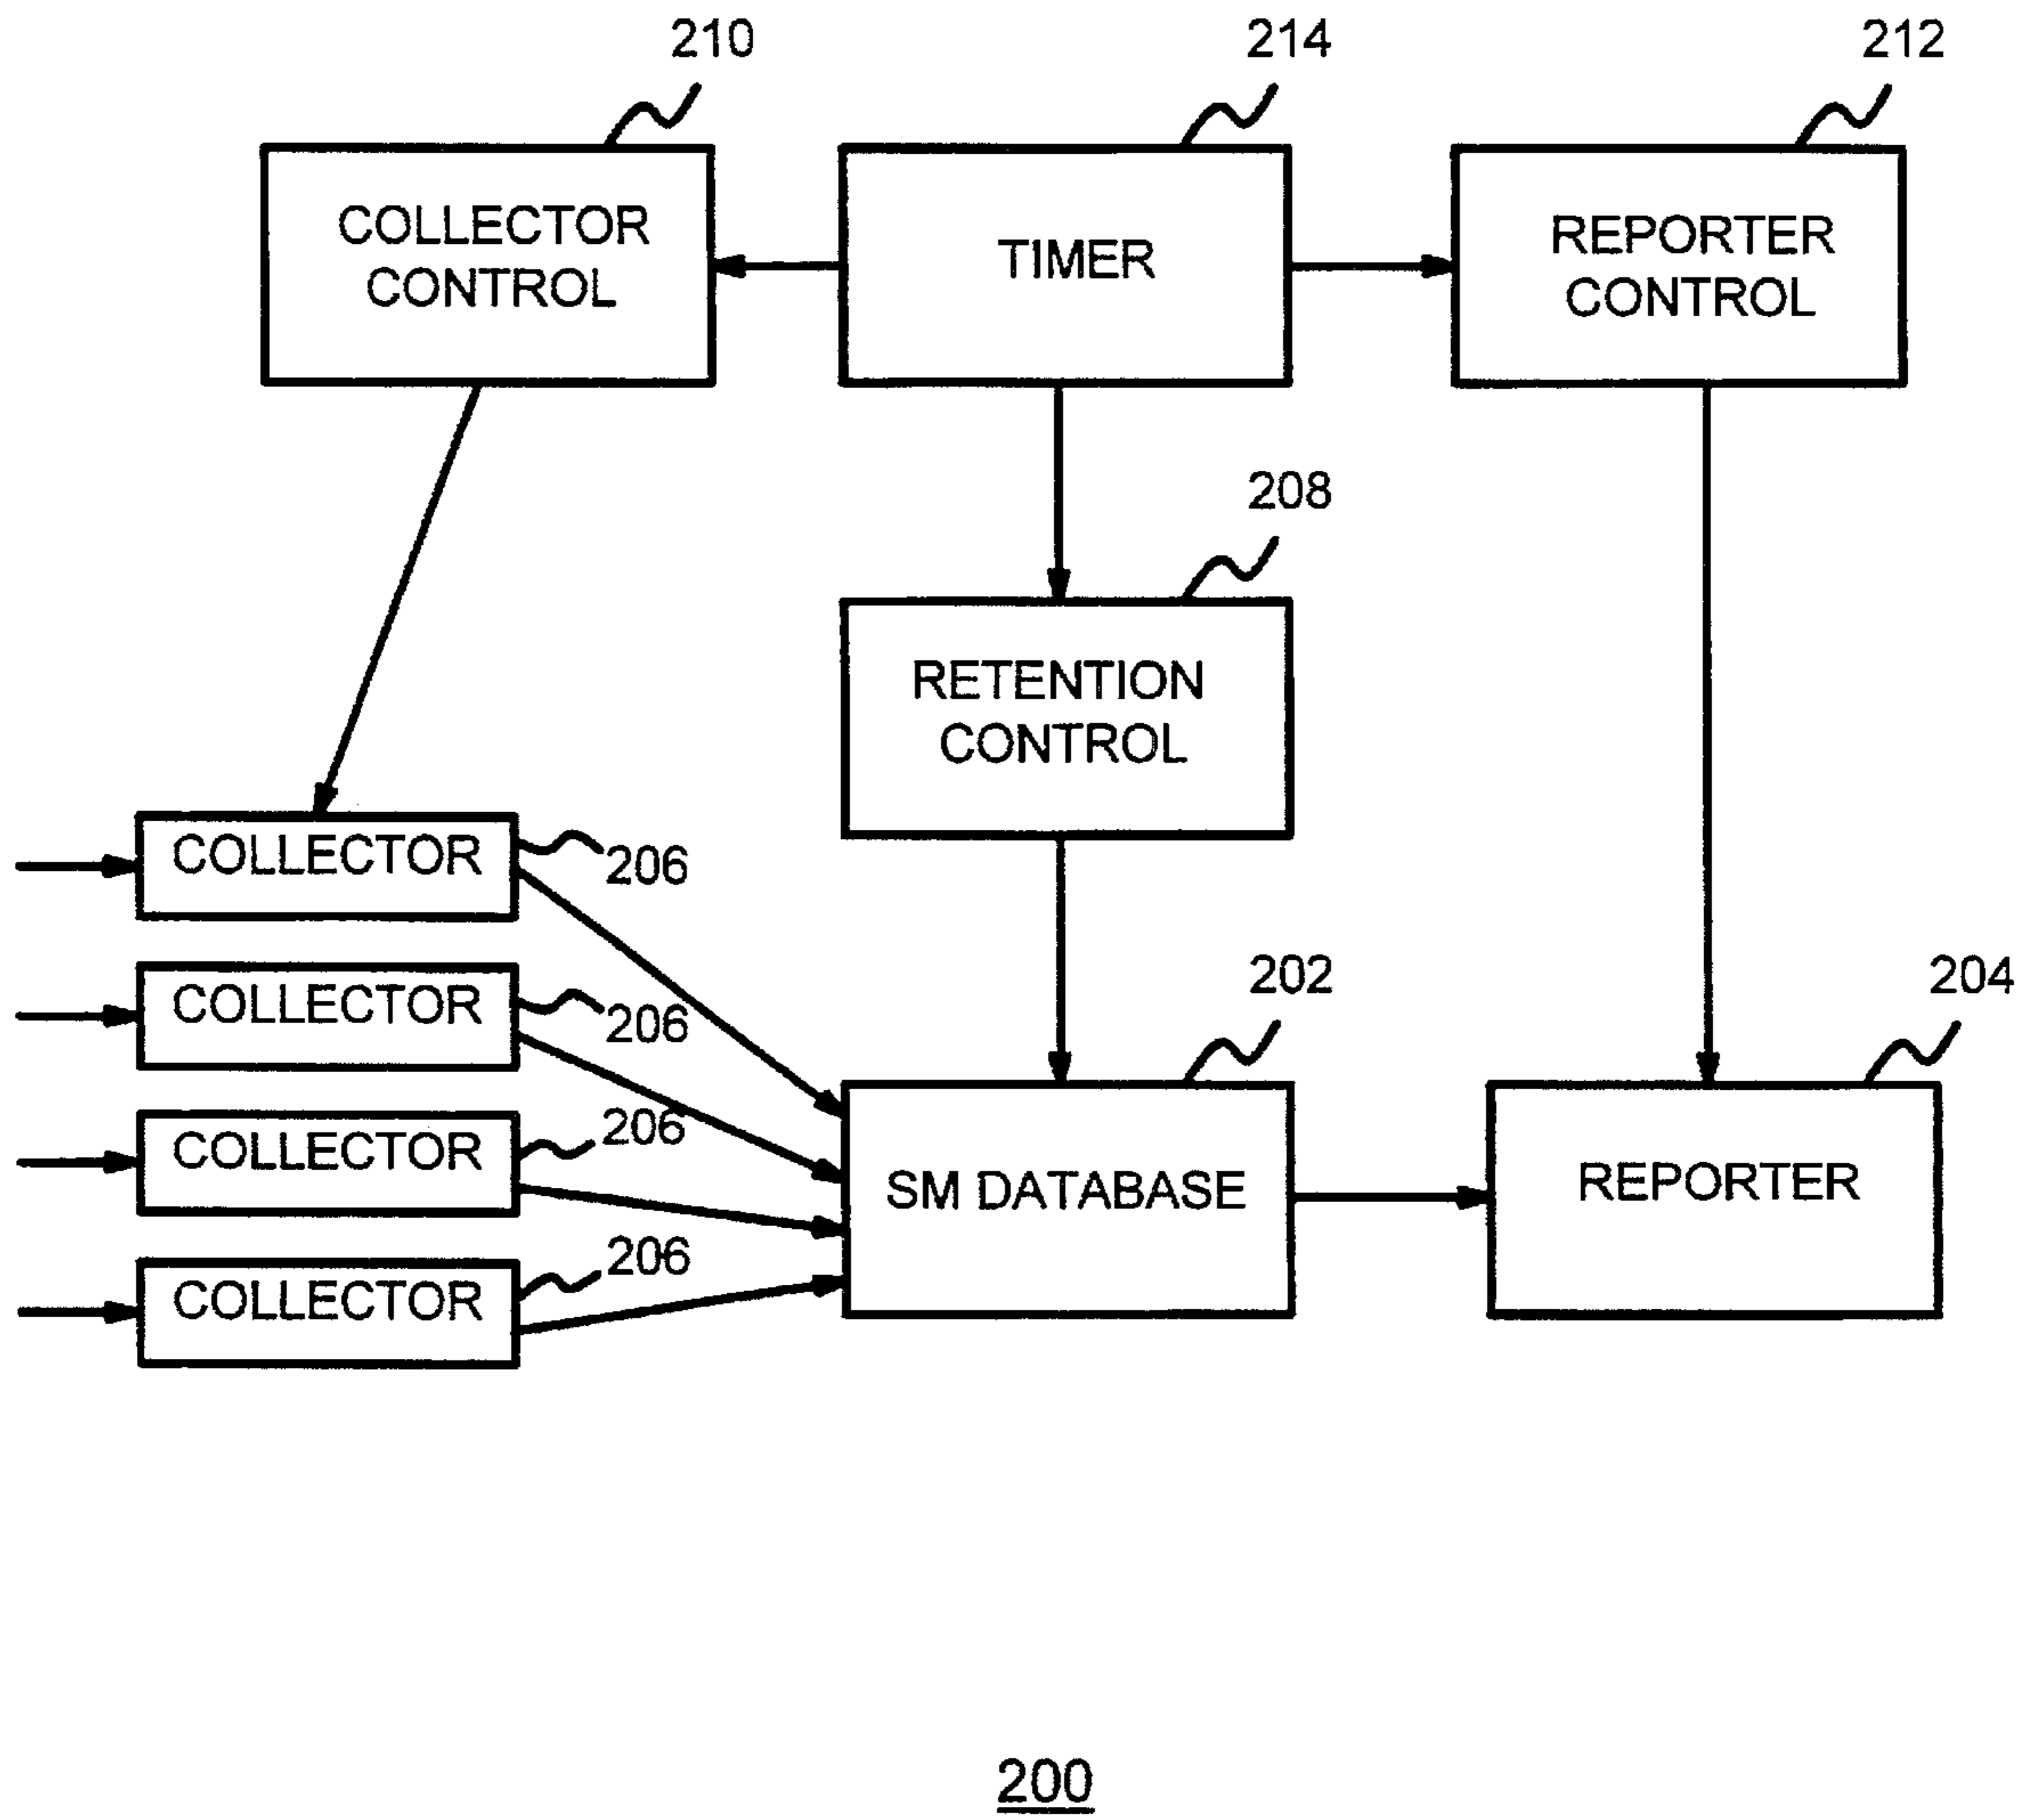 210
214
212
COLLECTOR
CONTROL
TIMER
REPORTER
CONTROL
208
RETENTION
CONTROL
COLLECTOR
206
COLLECTOR
206
202
204
COLLECTOR
206
SM DATABASE
REPORTER
COLLECTOR
206
200